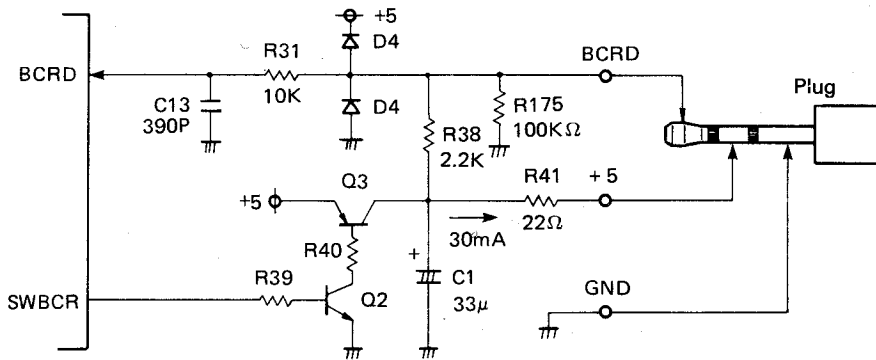 +5
D4
R31
BCRD
BCRD
10K
D4
Plug
C13
390P
R175
100KΩ
R38
2.2K
Q3
R41
+5
+5
30mA
22Ω
R40
+
C1
33μ
R39
Q2
GND
SWBCR